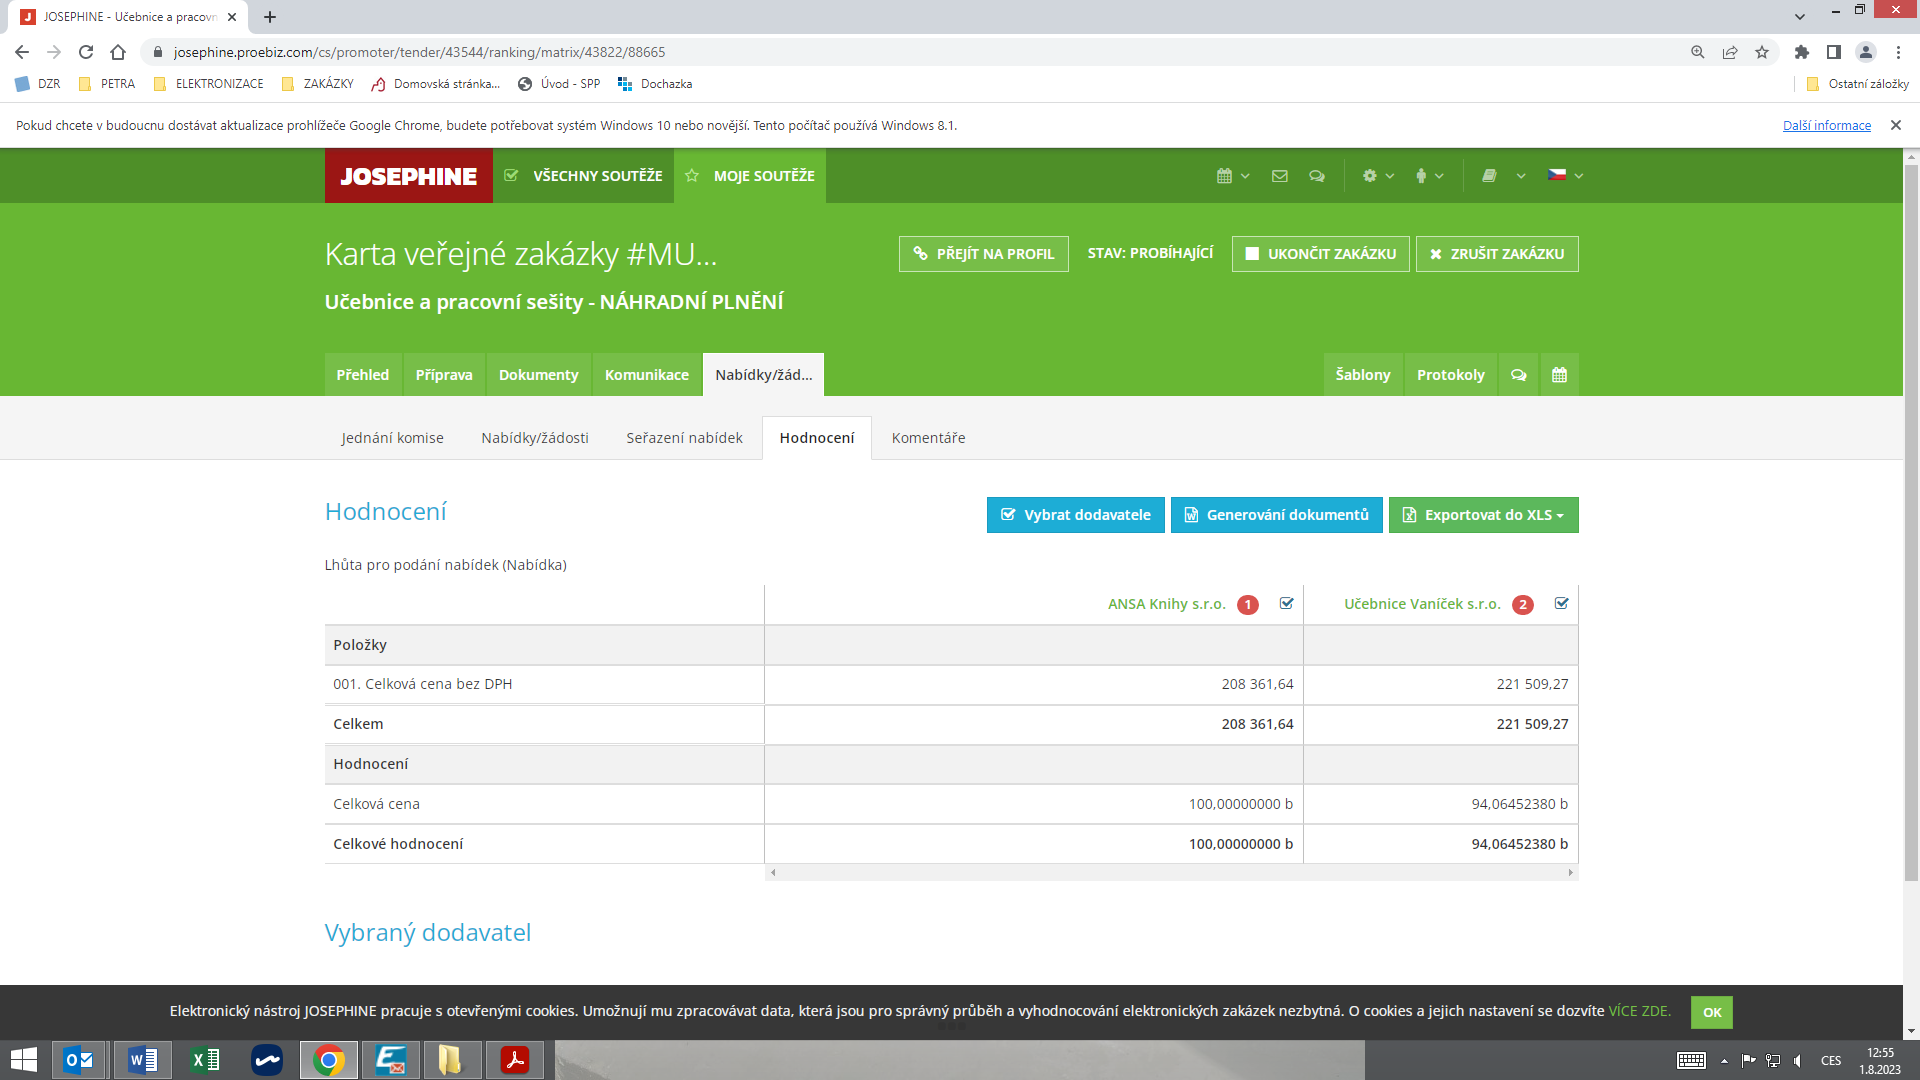 JOSEPHINE - Učebnice a pracovn
josephine.proebiz.com/cs/promoter/tender/43544/ranking/matrix/43822/88665
DZR PETRA ELEKTRONIZACE ZAKÁZKY Domovská stránka... Úvod - SPP Dochazka Ostatní záložky
Pokud chcete v budoucnu dostávat aktualizace prohlížeče Google Chrome, budete potřebovat systém Windows 10 nebo novější. Tento počítač používá Windows 8.1. Další informace
JOSEPHINE VŠECHNY SOUTĚŽE MOJE SOUTĚŽE
Karta veřejné zakázky #MU... PŘEJÍT NA PROFIL STAV: PROBÍHAJÍCÍ UKONČIT ZAKÁZKU ZRUŠIT ZAKÁZKU
Učebnice a pracovní sešity - NÁHRADNÍ PLNĚNÍ
Přehled Příprava Dokumenty Komunikace Nabídky/žád... Šablony Protokoly
Jednání komise Nabídky/žádosti Seřazení nabídek Hodnocení Komentáře
Hodnocení Vybrat dodavatele Generování dokumentů Exportovat do XLS
Lhůta pro podání nabídek (Nabídka)
ANSA Knihy s.r.o. 1 Učebnice Vaníček s.r.o. 2
Položky
001. Celková cena bez DPH 208 361,64 221 509,27
Celkem 208 361,64 221 509,27
Hodnocení
Celková cena 100,00000000 b 94,06452380 b
Celkové hodnocení 100,00000000 b 94,06452380 b
Vybraný dodavatel
Elektronický nástroj JOSEPHINE pracuje s otevřenými cookies. Umožnují mu zpracovávat data, která jsou pro správný průběh a vyhodnocování elektronických zakázek nezbytná. O cookies a jejich nastavení se dozvíte VÍCE ZDE. OK
CES 12:55
1.8.2023